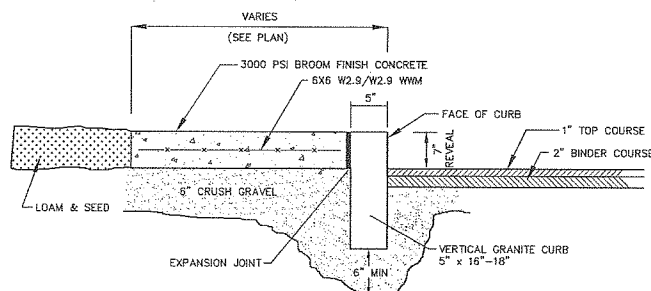 VARIES
(SEE PLAN)
3000 PSI BROOM FINISH CONCRETE
6X6 W2.9/W2.9 WWM
5"
FACE OF CURB
1" TOP COURSE
2" BINDER COURSE
7"
REVEAL
6" CRUSH GRAVEL
LOAM & SEED
EXPANSION JOINT
6" MIN
VERTICAL GRANITE CURB
5" x 16"-18"